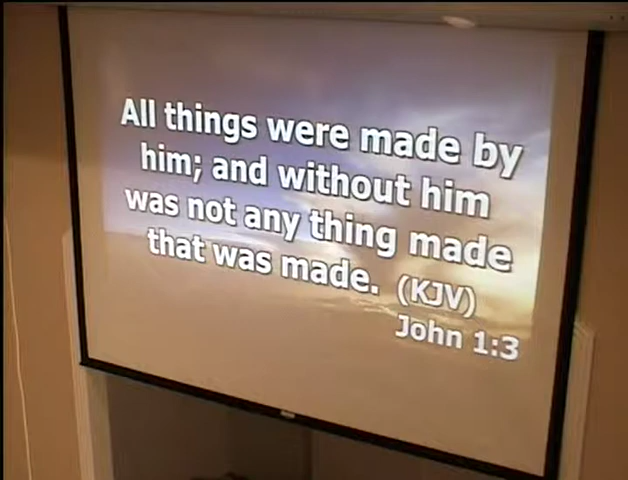 All things were made by
him; and without him
was not any thing made
that was made. (KJV)
John 1:3